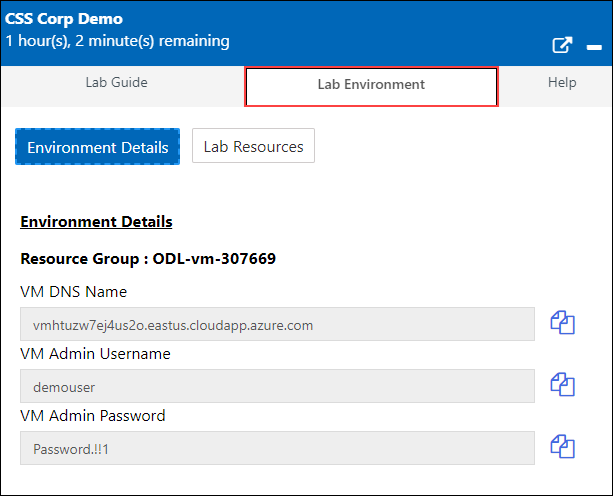 CSS Corp Demo
1 hour(s), 2 minute(s) remaining
Lab Guide
Lab Environment
Help
Environment Details
Lab Resources
Environment Details
Resource Group : ODL-vm-307669
VM DNS Name
vmhtuzw7ej4us2o.eastus.cloudapp.azure.com
VM Admin Username
demouser
VM Admin Password
Password.!!1